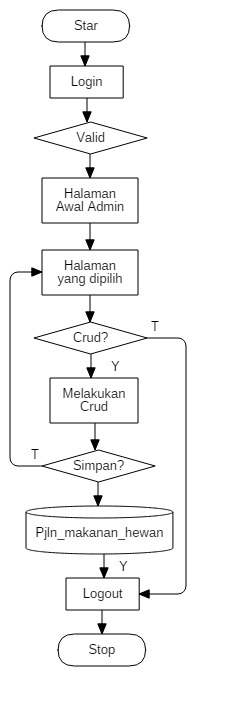 Star
Login
Valid
Halaman
Awal Admin
Halaman
yang dipilih
Crud?
T
Y
Melakukan
Crud
T
Simpan?
Pjln_makanan_hewan
Y
Logout
Stop